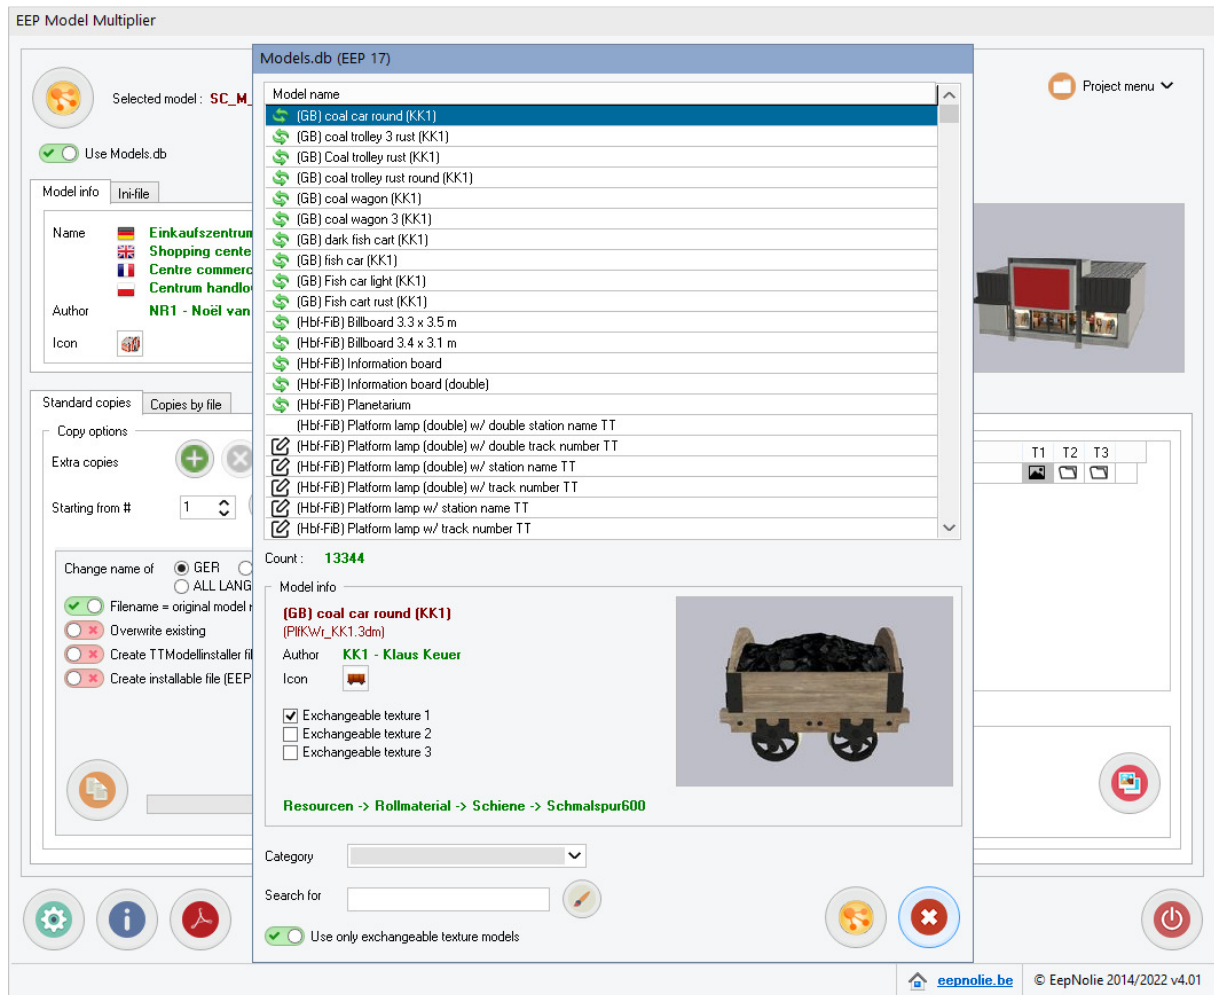 EEP Model Multiplier
Models.db (EEP 17)
Selected model : SC_M_
Project menu
Use Models.db
Model info
Ini-file
Name
Einkaufszentrum
Shopping cente
Centre commerc
Centrum handlo
Author
NR1 - Noël van
Icon
Standard copies
Copies by file
Copy options
Extra copies
Starting from #
1
Change name of
GER
ALL LANG
Filename = original model r
Overwrite existing
Create TTModellinstaller fil
Create installable file (EEP
Model name
(GB) coal car round (KK1)
(GB) coal trolley 3 rust (KK1)
(GB) Coal trolley rust (KK1)
(GB) coal trolley rust round (KK1)
(GB) coal wagon (KK1)
(GB) coal wagon 3 (KK1)
(GB) dark fish cart (KK1)
(GB) fish car (KK1)
(GB) Fish car light (KK1)
(GB) Fish cart rust (KK1)
(Hbf-FiB) Billboard 3.3 x 3.5 m
(Hbf-FiB) Billboard 3.4 x 3.1 m
(Hbf-FiB) Information board
(Hbf-FiB) Information board (double)
(Hbf-FiB) Planetarium
(Hbf-FiB) Platform lamp (double) w/ double station name TT
(Hbf-FiB) Platform lamp (double) w/ double track number TT
(Hbf-FiB) Platform lamp (double) w/ station name TT
(Hbf-FiB) Platform lamp (double) w/ track number TT
(Hbf-FiB) Platform lamp w/ station name TT
(Hbf-FiB) Platform lamp w/ track number TT
Count : 13344
Model info
(GB) coal car round (KK1)
(PlfKWr_KK1.3dm)
Author KK1 - Klaus Keuer
Icon
Exchangeable texture 1
Exchangeable texture 2
Exchangeable texture 3
Resourcen -> Rollmaterial -> Schiene -> Schmalspur600
Category
Search for
Use only exchangeable texture models
T1 T2 T3
eepnolie.be
© EepNolie 2014/2022 v4.01